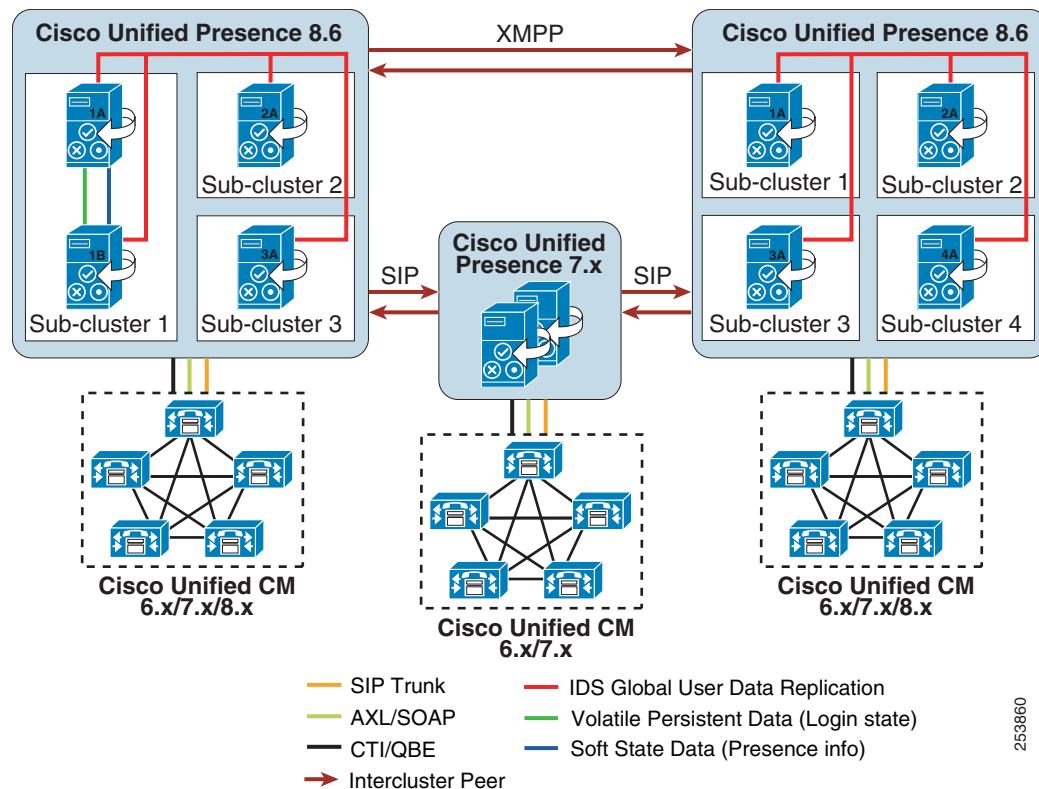 Cisco Unified Presence 8.6
XMPP
Cisco Unified Presence 8.6
1A
2A
Sub-cluster 2
1B
3A
Sub-cluster 1
Sub-cluster 3
SIP
Cisco Unified
Presence 7.x
SIP
1A
2A
Sub-cluster 1
Sub-cluster 2
3A
4A
Sub-cluster 3
Sub-cluster 4
Cisco Unified CM
6.x/7.x/8.x
Cisco Unified CM
6.x/7.x
Cisco Unified CM
6.x/7.x/8.x
SIP Trunk
AXL/SOAP
CTI/QBE
Intercluster Peer
IDS Global User Data Replication
Volatile Persistent Data (Login state)
Soft State Data (Presence info)
253860